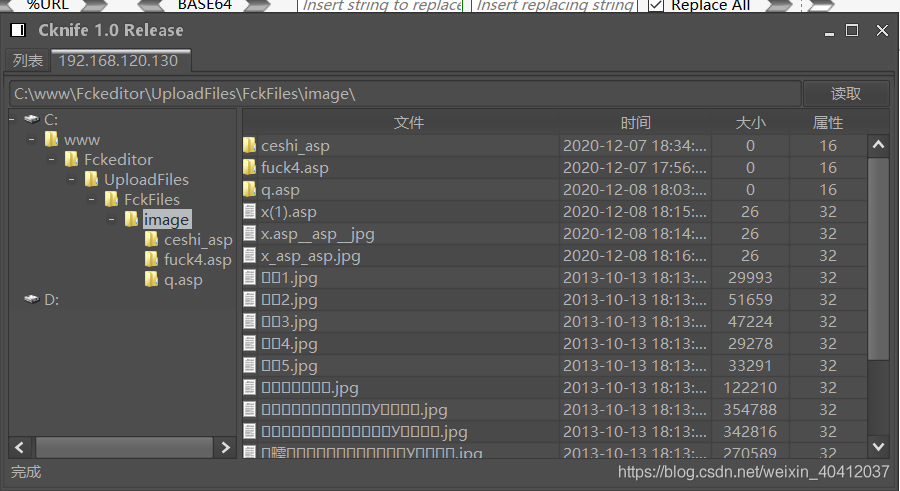 %URL BASE64 Insert string to replace Insert replacing string Replace All
Cknife 1.0 Release
列表 192.168.120.130
C:\www\Fckeditor\UploadFiles\FckFiles\image\ 读取
C:
www
Fckeditor
UploadFiles
FckFiles
image
ceshi_asp
fuck4.asp
q.asp
D:
文件 时间 大小 属性
ceshi_asp 2020-12-07 18:34:... 0 16
fuck4.asp 2020-12-07 17:56:... 0 16
q.asp 2020-12-08 18:03:... 0 16
x(1).asp 2020-12-08 18:15:... 26 32
x.asp__asp__jpg 2020-12-08 18:14:... 26 32
x_asp_asp.jpg 2020-12-08 18:16:... 26 32
▯▯1.jpg 2013-10-13 18:13:... 29993 32
▯▯2.jpg 2013-10-13 18:13:... 51659 32
▯▯3.jpg 2013-10-13 18:13:... 47224 32
▯▯4.jpg 2013-10-13 18:13:... 29278 32
▯▯5.jpg 2013-10-13 18:13:... 33291 32
▯▯▯▯▯▯▯.jpg 2013-10-13 18:13:... 122210 32
▯▯▯▯▯▯▯▯▯▯▯У▯▯▯▯.jpg 2013-10-13 18:13:... 354788 32
▯▯▯▯▯▯▯▯▯▯▯▯▯У▯▯▯▯.jpg 2013-10-13 18:13:... 342816 32
.jpg 2013-10-13 18:13:... 270589 32
完成
https://blog.csdn.net/weixin_40412037